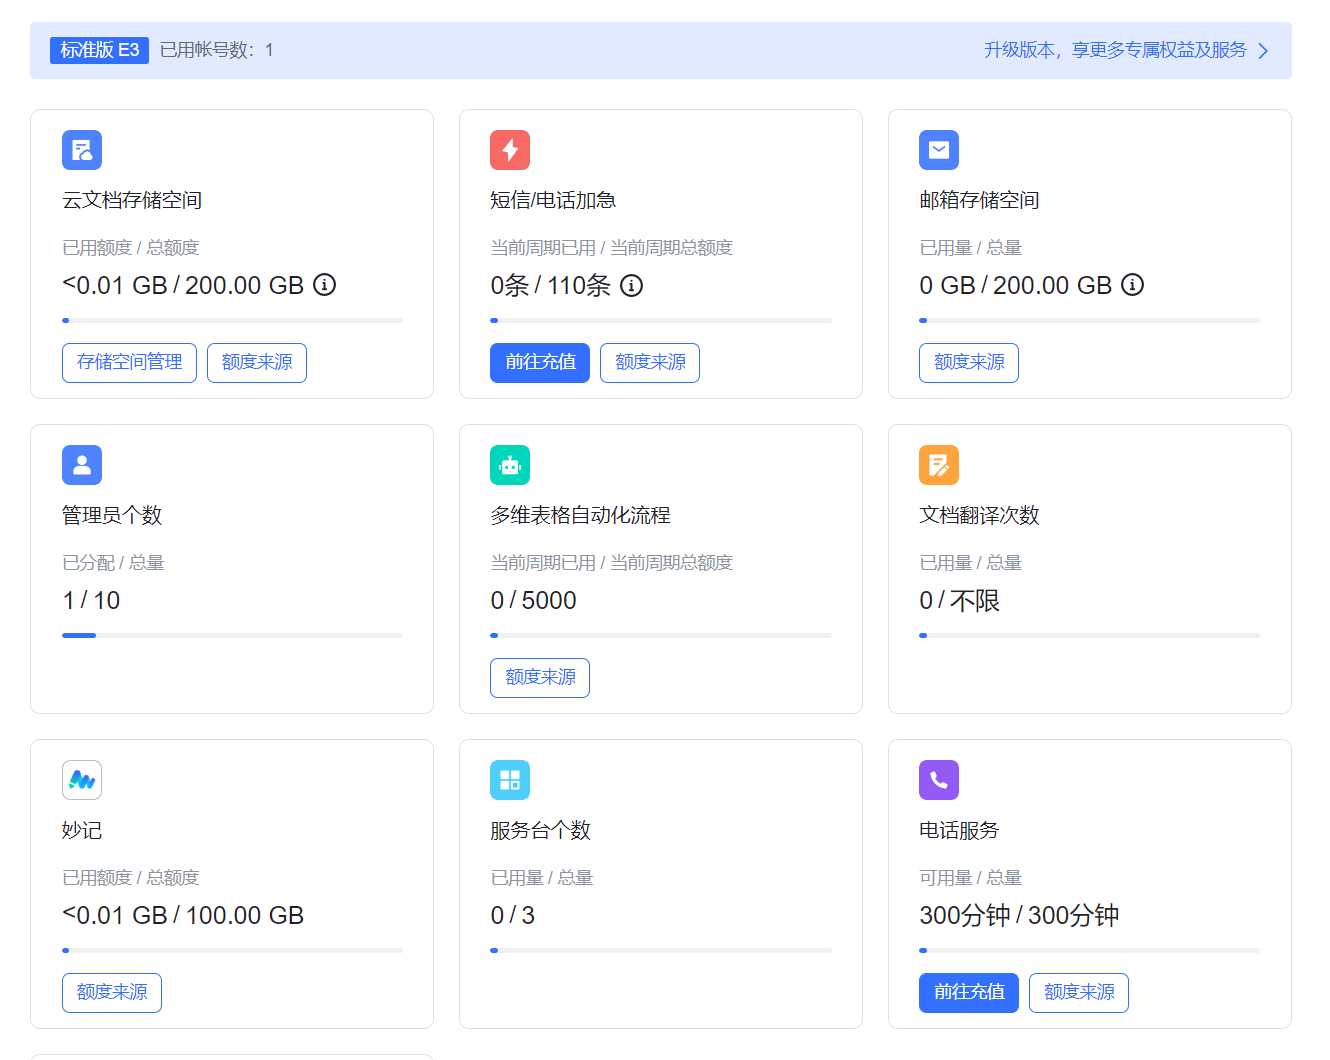 标准版 E3 已用帐号数：1 升级版本，享更多专属权益及服务
云文档存储空间
已用额度 / 总额度
<0.01 GB / 200.00 GB
存储空间管理 额度来源
短信/电话加急
当前周期已用 / 当前周期总额度
0条 / 110条
前往充值 额度来源
邮箱存储空间
已用量 / 总量
0 GB / 200.00 GB
额度来源
管理员个数
已分配 / 总量
1 / 10
多维表格自动化流程
当前周期已用 / 当前周期总额度
0 / 5000
额度来源
文档翻译次数
已用量 / 总量
0 / 不限
妙记
已用额度 / 总额度
<0.01 GB / 100.00 GB
额度来源
服务台个数
已用量 / 总量
0 / 3
电话服务
可用量 / 总量
300分钟 / 300分钟
前往充值 额度来源